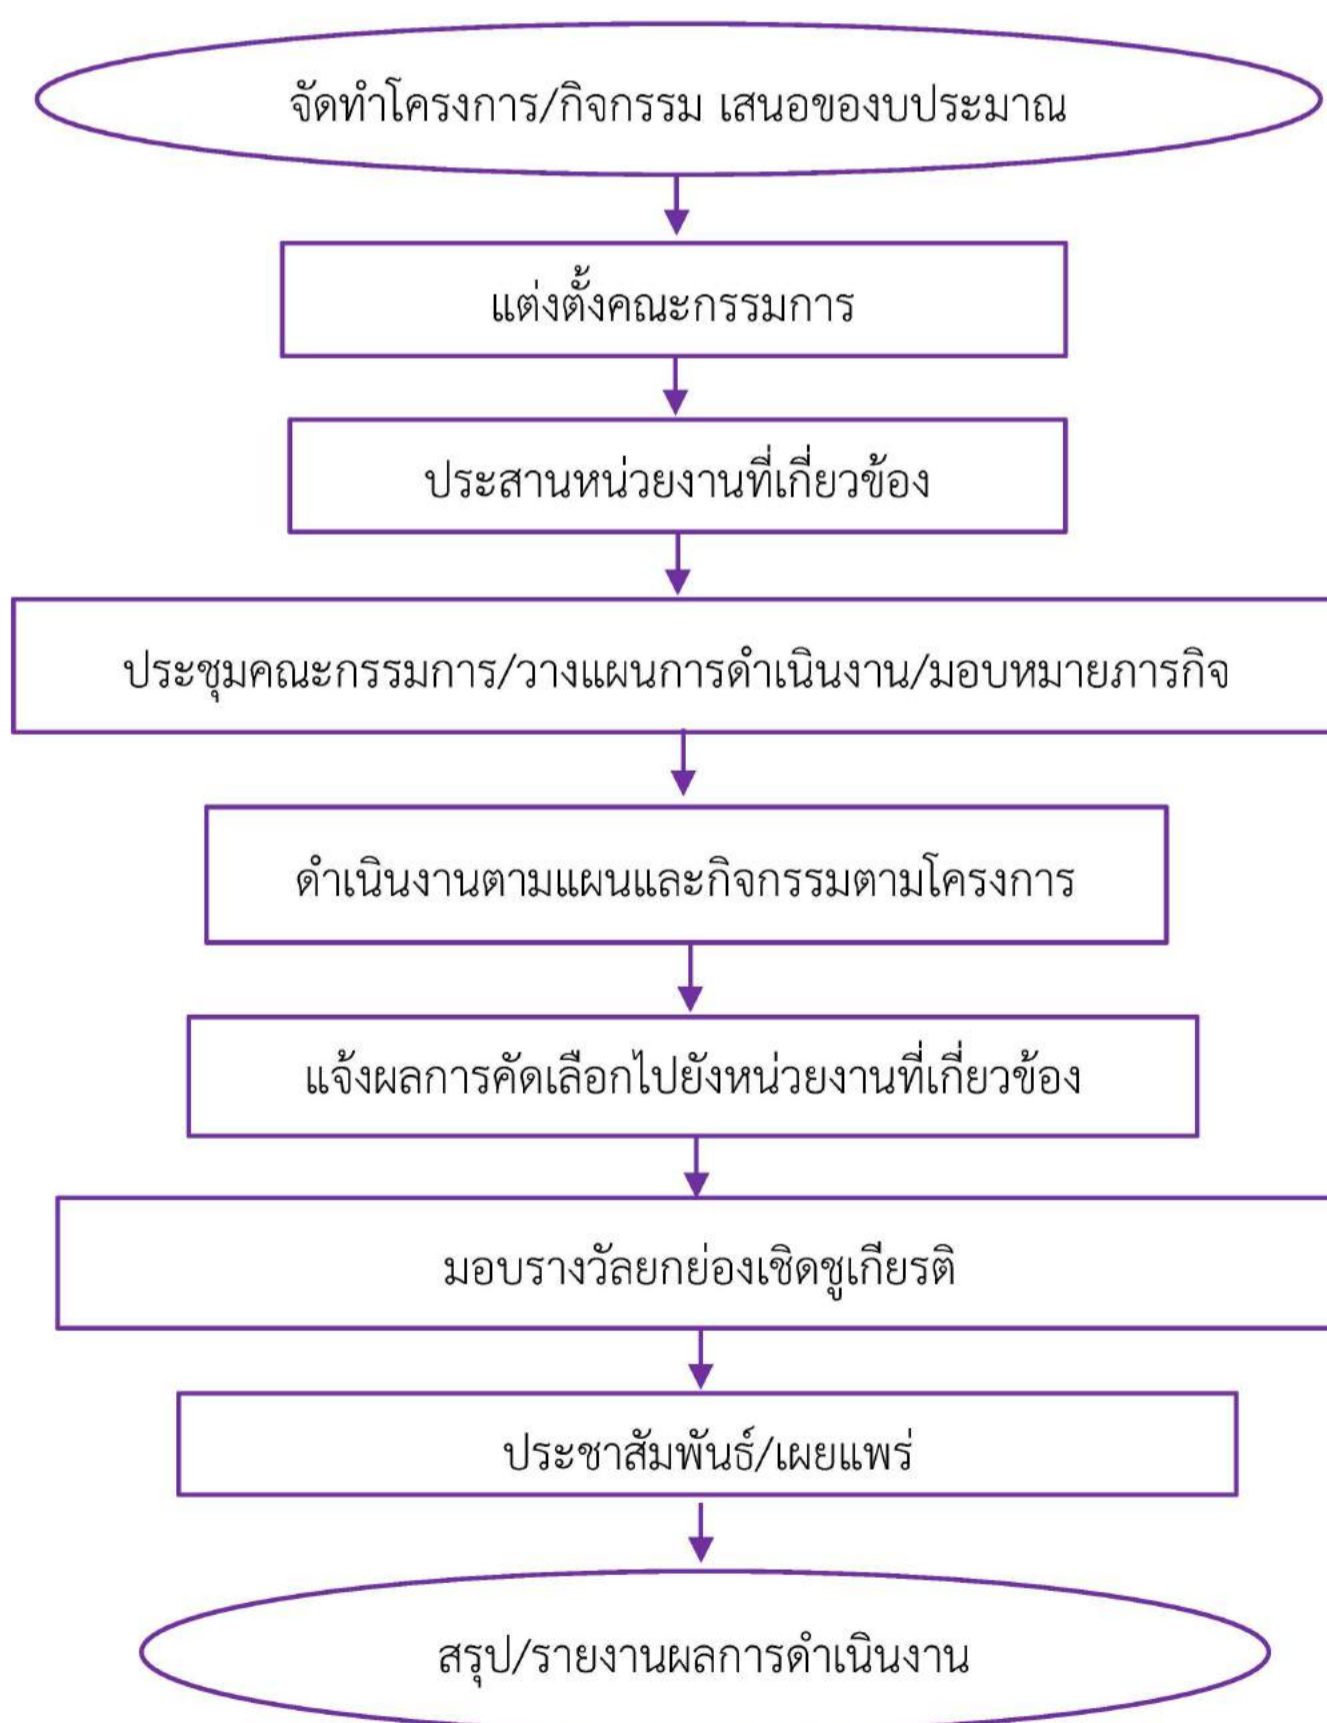 จัดทำโครงการ/กิจกรรม เสนอของบประมาณ
แต่งตั้งคณะกรรมการ
ประสานหน่วยงานที่เกี่ยวข้อง
ประชุมคณะกรรมการ/วางแผนการดำเนินงาน/มอบหมายภารกิจ
ดำเนินงานตามแผนและกิจกรรมตามโครงการ
แจ้งผลการคัดเลือกไปยังหน่วยงานที่เกี่ยวข้อง
มอบรางวัลยกย่องเชิดชูเกียรติ
ประชาสัมพันธ์/เผยแพร่
สรุป/รายงานผลการดำเนินงาน